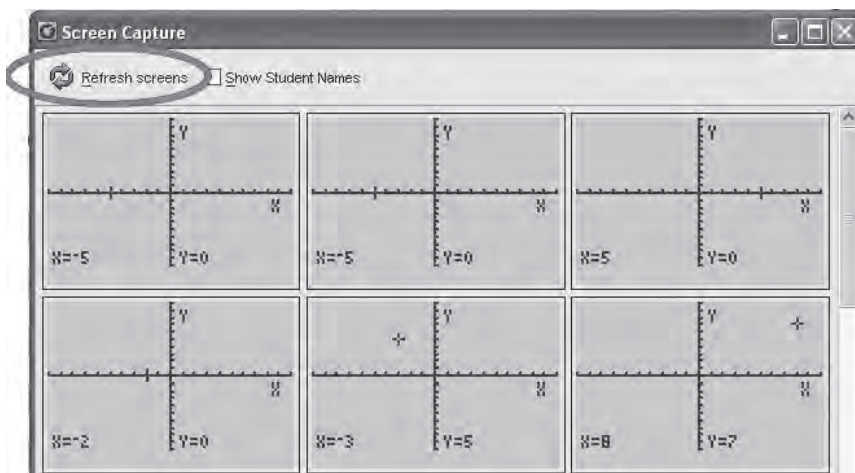 Screen Capture
Refresh screens Show Student Names
Y Y Y
X X X
X=-5 Y=0 X=-5 Y=0 X=5 Y=0
Y Y Y
X X X
X=-2 Y=0 X=-3 Y=5 X=8 Y=7